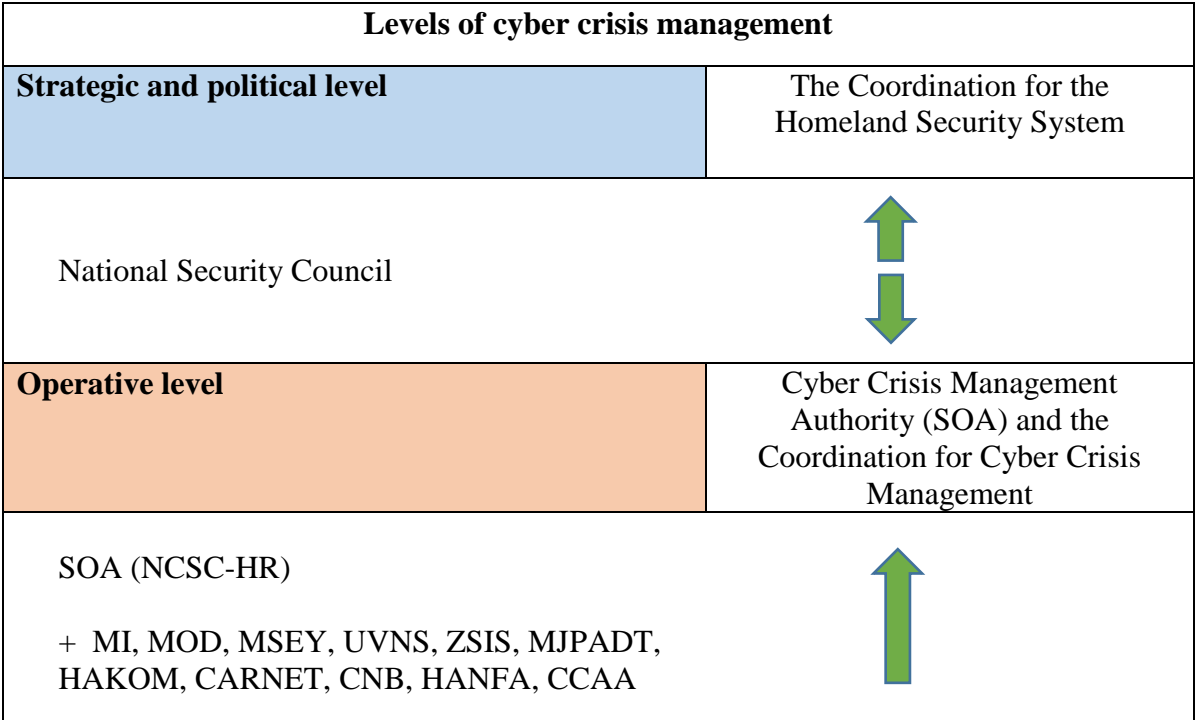 Levels of cyber crisis management
Strategic and political level
The Coordination for the
Homeland Security System
National Security Council
Operative level
Cyber Crisis Management
Authority (SOA) and the
Coordination for Cyber Crisis
Management
SOA (NCSC-HR)
+ MI, MOD, MSEY, UVNS, ZSIS, MJPADT,
HAKOM, CARNET, CNB, HANFA, CCAA